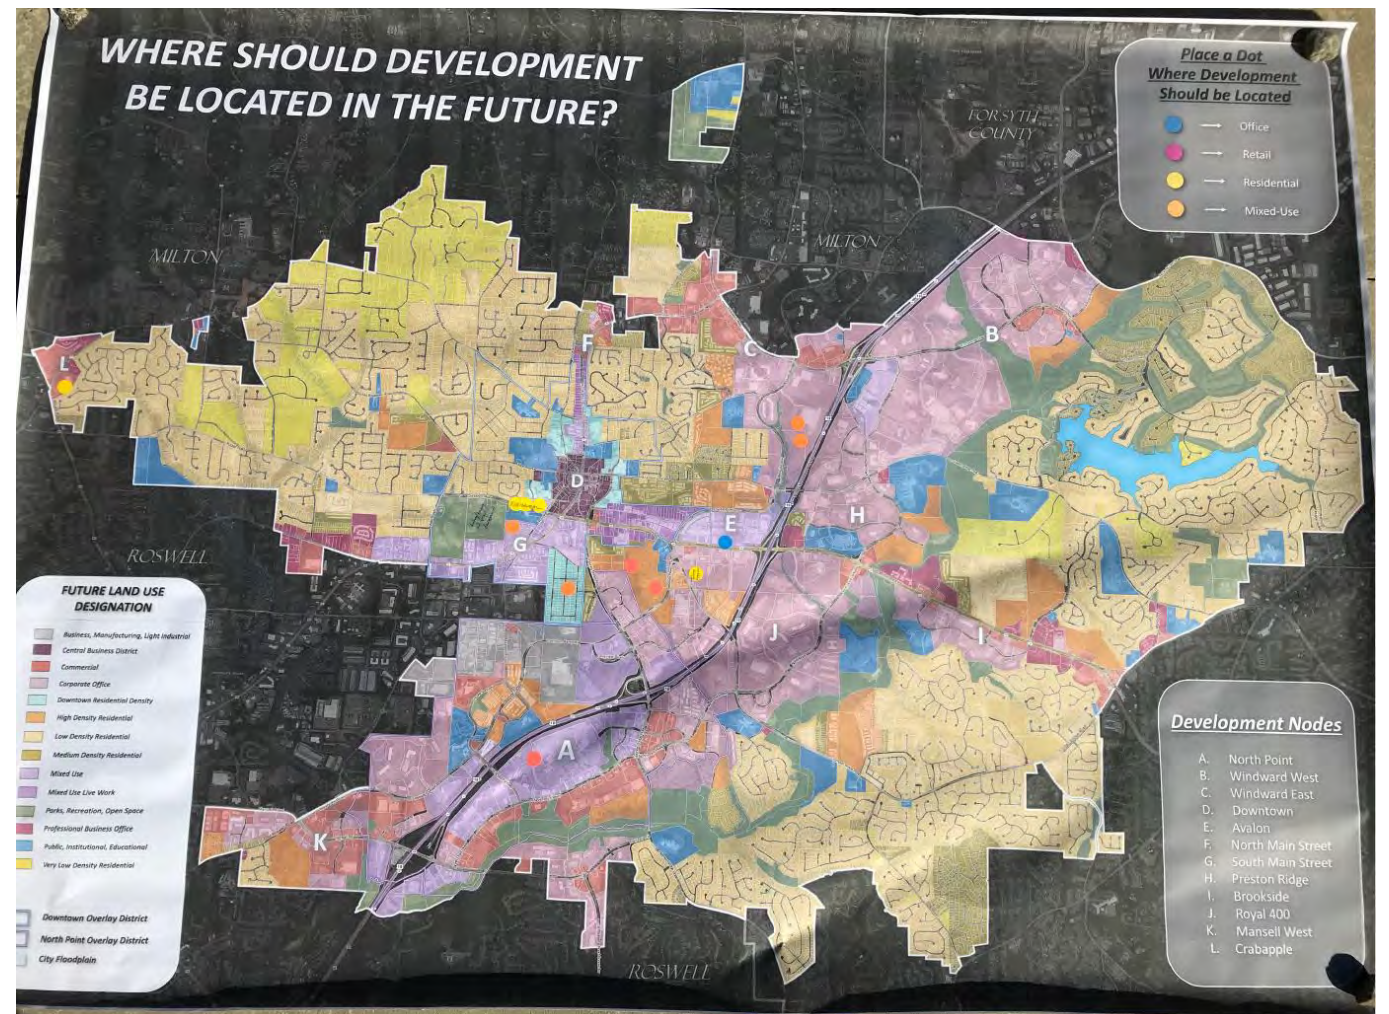 WHERE SHOULD DEVELOPMENT
BE LOCATED IN THE FUTURE?
Place a Dot
Where Development
Should be Located
Office
Retail
Residential
Mixed-Use
FORSYTH
COUNTY
MILTON
MILTON
ROSWELL
ROSWELL
L
F
C
B
D
E
H
G
J
I
A
K
FUTURE LAND USE
DESIGNATION
Business, Manufacturing, Light Industrial
Central Business District
Commercial
Corporate Office
Downtown Residential Density
High Density Residential
Low Density Residential
Medium Density Residential
Mixed Use
Mixed Use Live Work
Parks, Recreation, Open Space
Professional Business Office
Public, Institutional, Educational
Very Low Density Residential
Downtown Overlay District
North Point Overlay District
City Floodplain
Development Nodes
A. North Point
B. Windward West
C. Windward East
D. Downtown
E. Avalon
F. North Main Street
G. South Main Street
H. Preston Ridge
I. Brookside
J. Royal 400
K. Mansell West
L. Crabapple